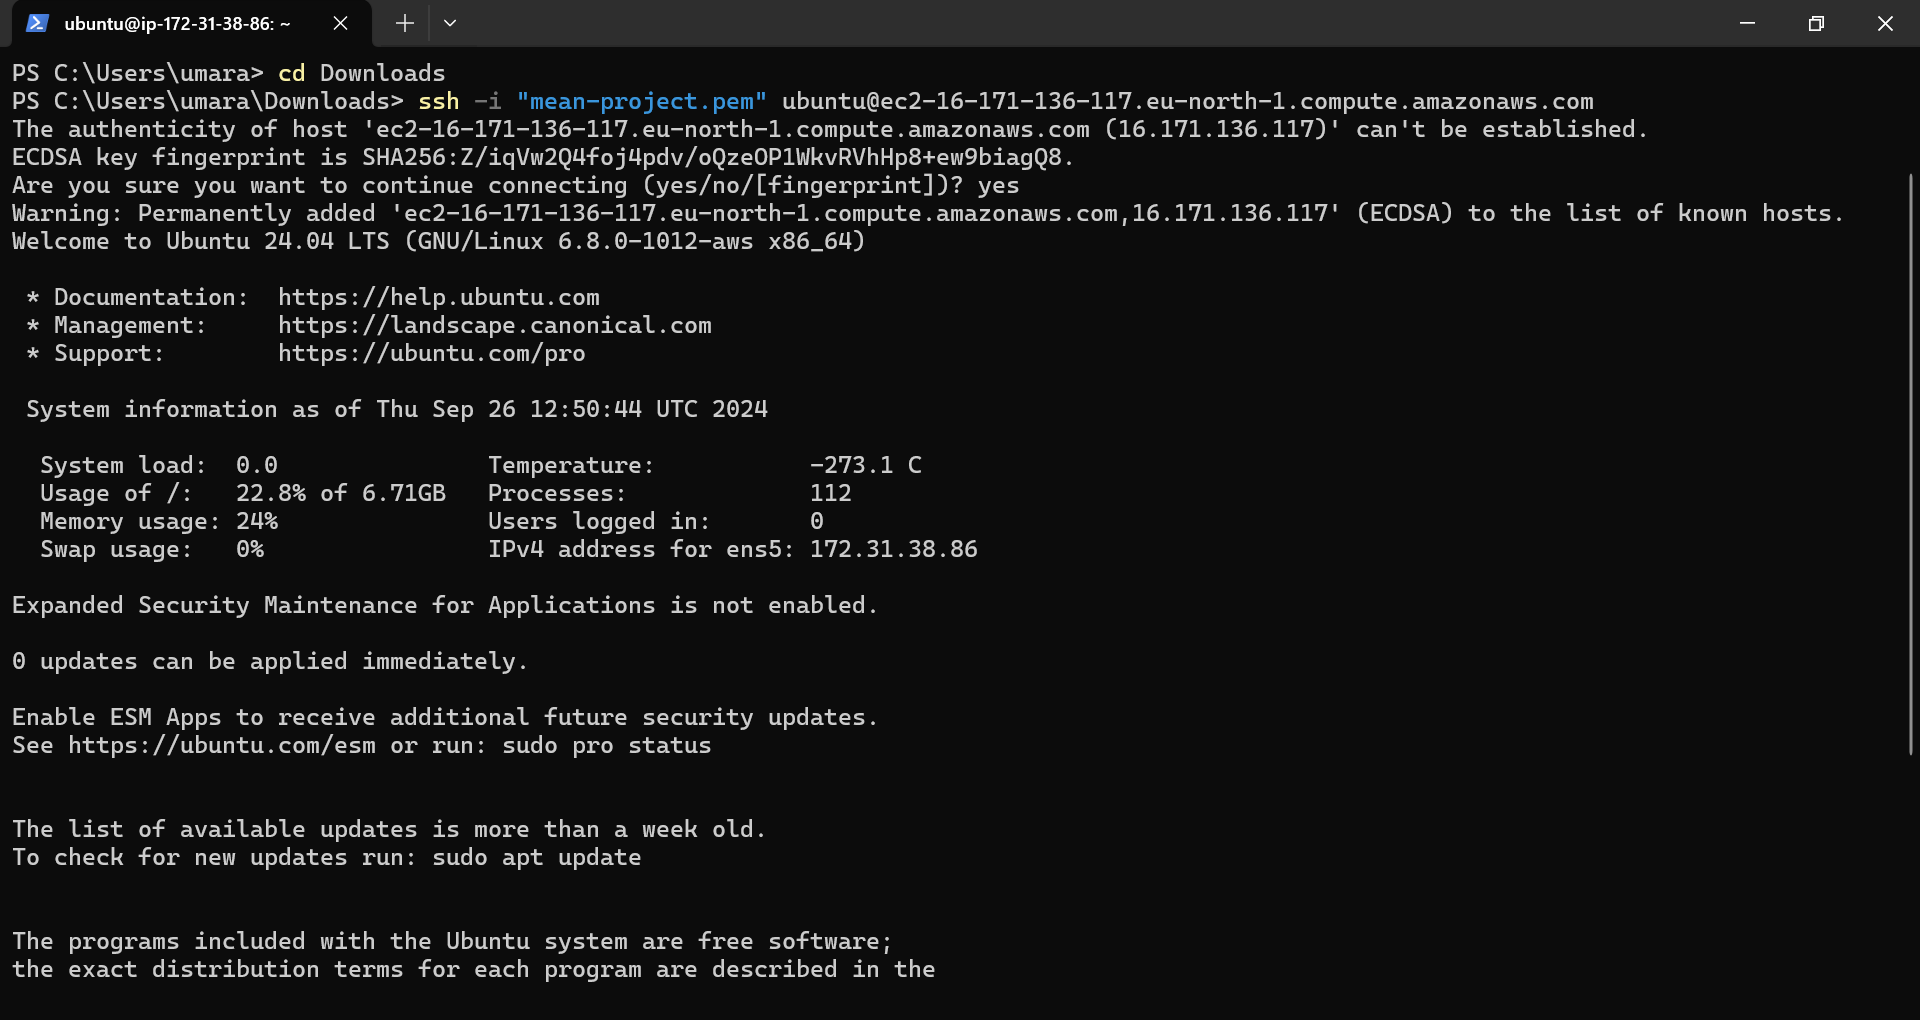 ubuntu@ip-172-31-38-86: ~
PS C:\Users\umara> cd Downloads
PS C:\Users\umara\Downloads> ssh -i "mean-project.pem" ubuntu@ec2-16-171-136-117.eu-north-1.compute.amazonaws.com
The authenticity of host 'ec2-16-171-136-117.eu-north-1.compute.amazonaws.com (16.171.136.117)' can't be established.
ECDSA key fingerprint is SHA256:Z/iqVw2Q4foj4pdv/oQzeOP1WkvRVhHp8+ew9biagQ8.
Are you sure you want to continue connecting (yes/no/[fingerprint])? yes
Warning: Permanently added 'ec2-16-171-136-117.eu-north-1.compute.amazonaws.com,16.171.136.117' (ECDSA) to the list of known hosts.
Welcome to Ubuntu 24.04 LTS (GNU/Linux 6.8.0-1012-aws x86_64)
 * Documentation:  https://help.ubuntu.com
 * Management:     https://landscape.canonical.com
 * Support:        https://ubuntu.com/pro
 System information as of Thu Sep 26 12:50:44 UTC 2024
  System load:  0.0               Temperature:           -273.1 C
  Usage of /:   22.8% of 6.71GB   Processes:             112
  Memory usage: 24%               Users logged in:       0
  Swap usage:   0%                IPv4 address for ens5: 172.31.38.86
Expanded Security Maintenance for Applications is not enabled.
0 updates can be applied immediately.
Enable ESM Apps to receive additional future security updates.
See https://ubuntu.com/esm or run: sudo pro status
The list of available updates is more than a week old.
To check for new updates run: sudo apt update
The programs included with the Ubuntu system are free software;
the exact distribution terms for each program are described in the